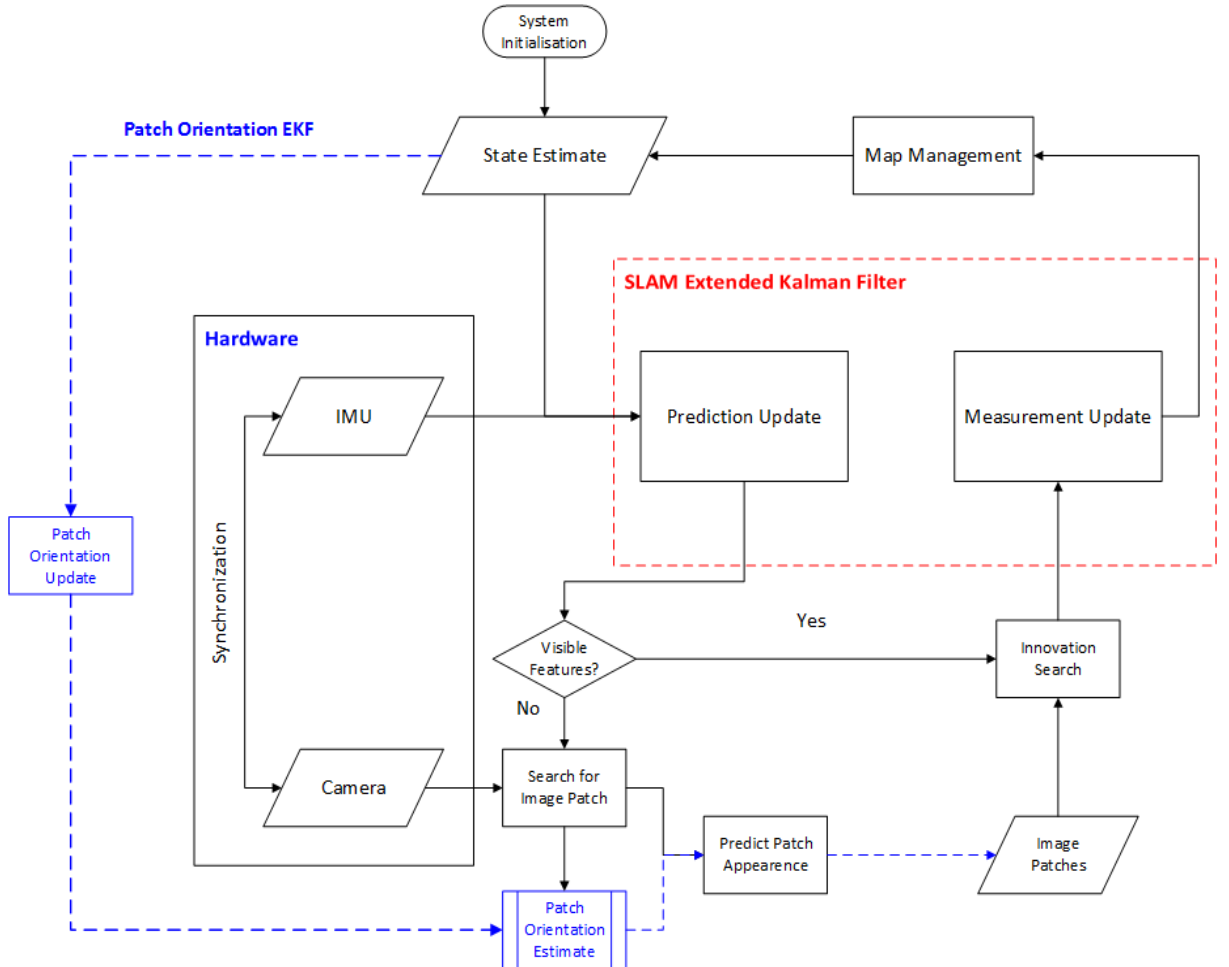 System
Initialisation
Patch Orientation EKF
State Estimate
Map Management
SLAM Extended Kalman Filter
Hardware
IMU
Prediction Update
Measurement Update
Patch
Orientation
Update
Synchronization
Visible
Features?
Yes
Innovation
Search
No
Camera
Search for
Image Patch
Predict Patch
Appearence
Image
Patches
Patch
Orientation
Estimate